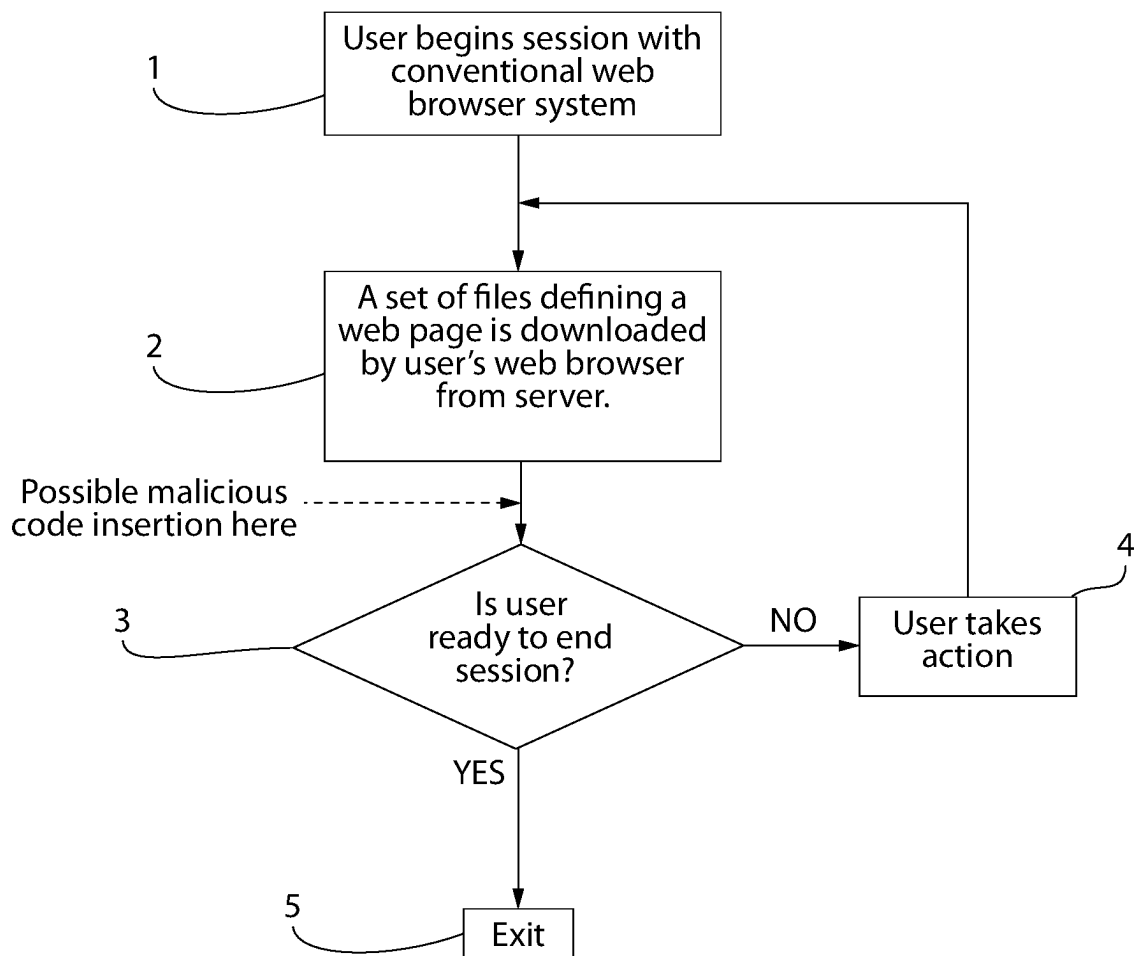 User begins session with
conventional web
browser system
1
A set of files defining a
web page is downloaded
by user's web browser
from server.
2
Possible malicious
code insertion here
Is user
ready to end
session?
3
NO
User takes
action
4
YES
Exit
5